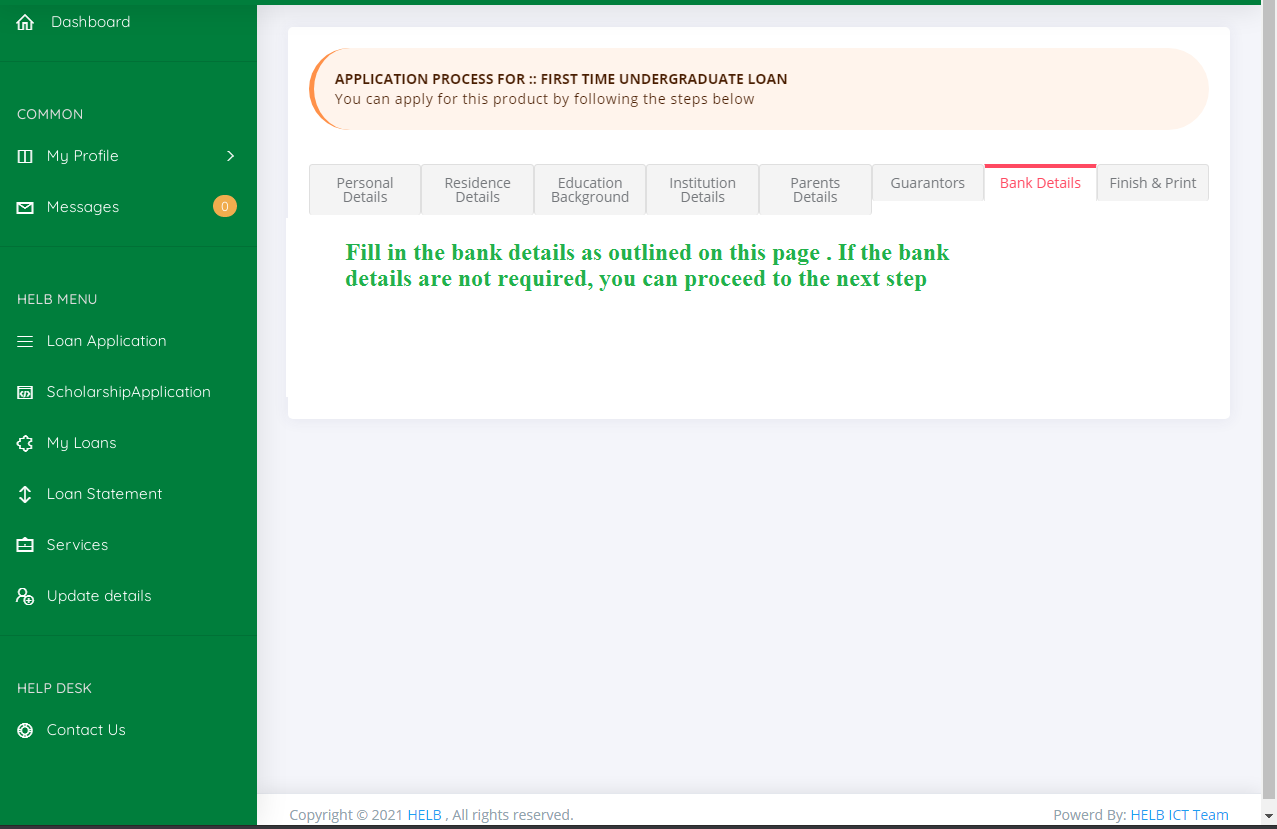 Dashboard
COMMON
My Profile
Messages 0
HELB MENU
Loan Application
ScholarshipApplication
My Loans
Loan Statement
Services
Update details
HELP DESK
Contact Us
APPLICATION PROCESS FOR :: FIRST TIME UNDERGRADUATE LOAN
You can apply for this product by following the steps below
Personal
Details
Residence
Details
Education
Background
Institution
Details
Parents
Details
Guarantors
Bank Details
Finish & Print
Fill in the bank details as outlined on this page . If the bank
details are not required, you can proceed to the next step
Copyright © 2021 HELB , All rights reserved.
Powerd By: HELB ICT Team